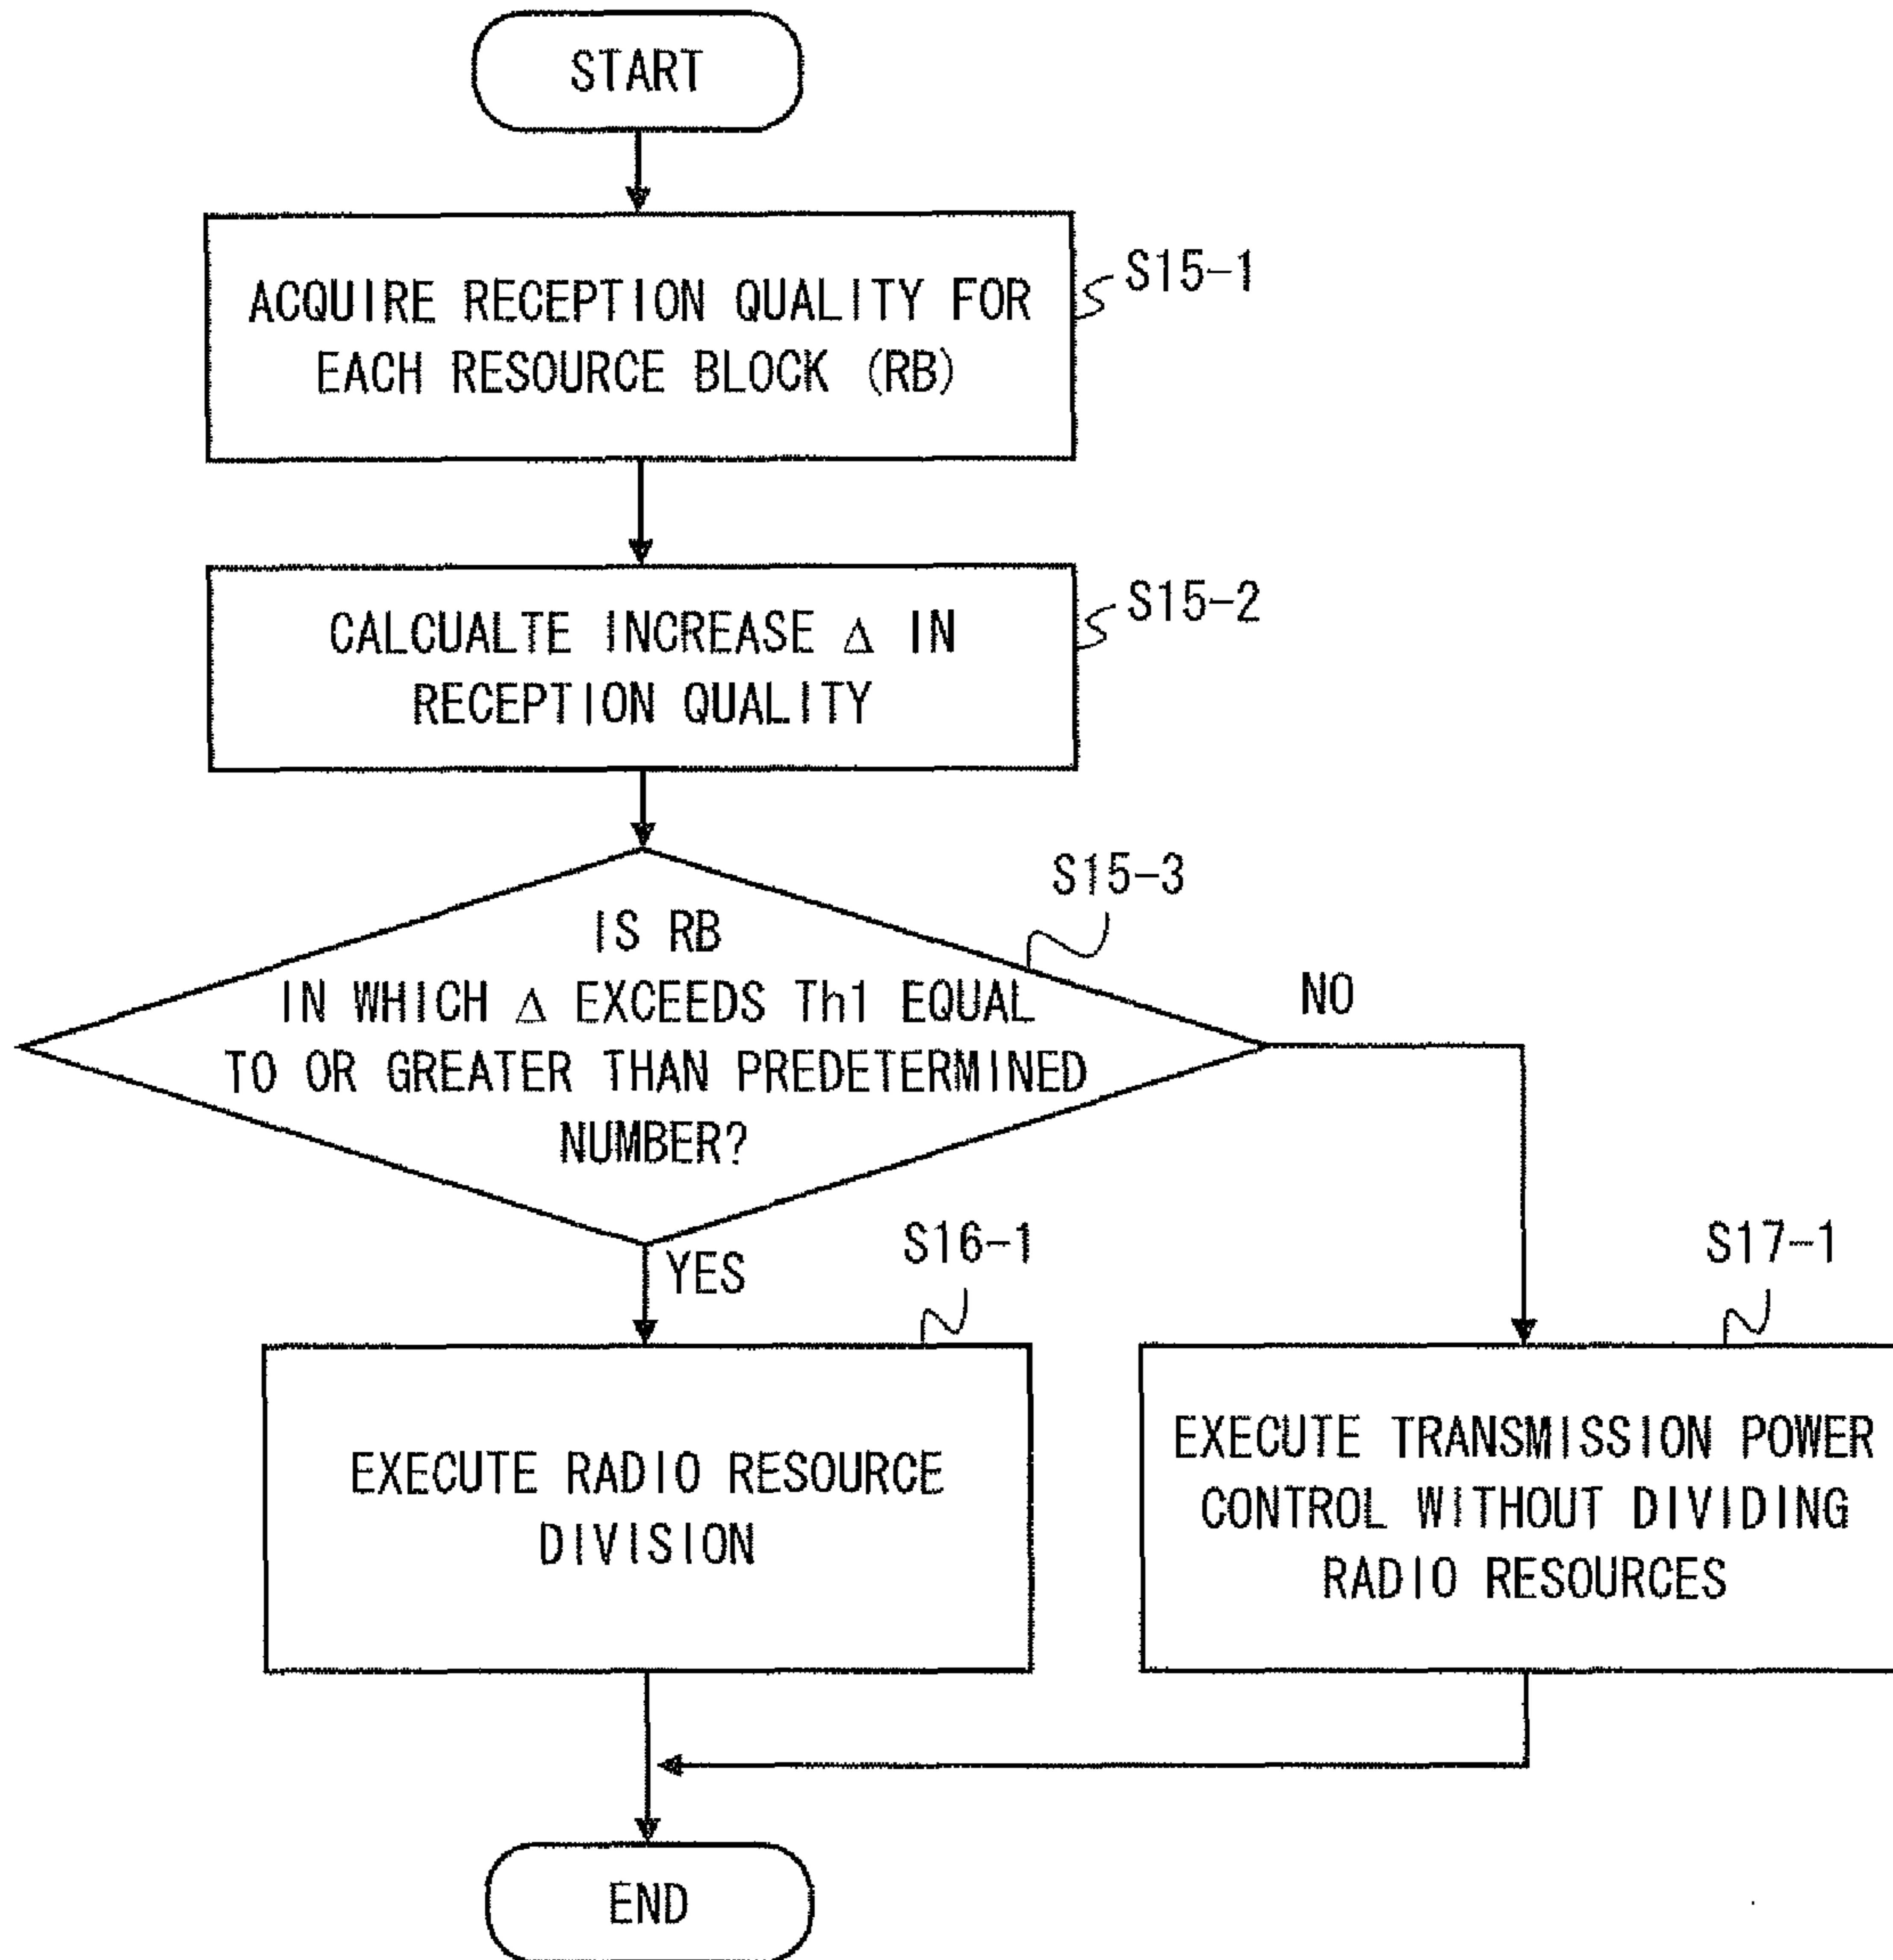 START
ACQUIRE RECEPTION QUALITY FOR
EACH RESOURCE BLOCK (RB)
S15-1
CALCUALTE INCREASE Δ IN
RECEPTION QUALITY
S15-2
S15-3
IS RB
IN WHICH Δ EXCEEDS Th1 EQUAL
TO OR GREATER THAN PREDETERMINED
NUMBER?
NO
YES
S16-1
S17-1
EXECUTE RADIO RESOURCE
DIVISION
EXECUTE TRANSMISSION POWER
CONTROL WITHOUT DIVIDING
RADIO RESOURCES
END